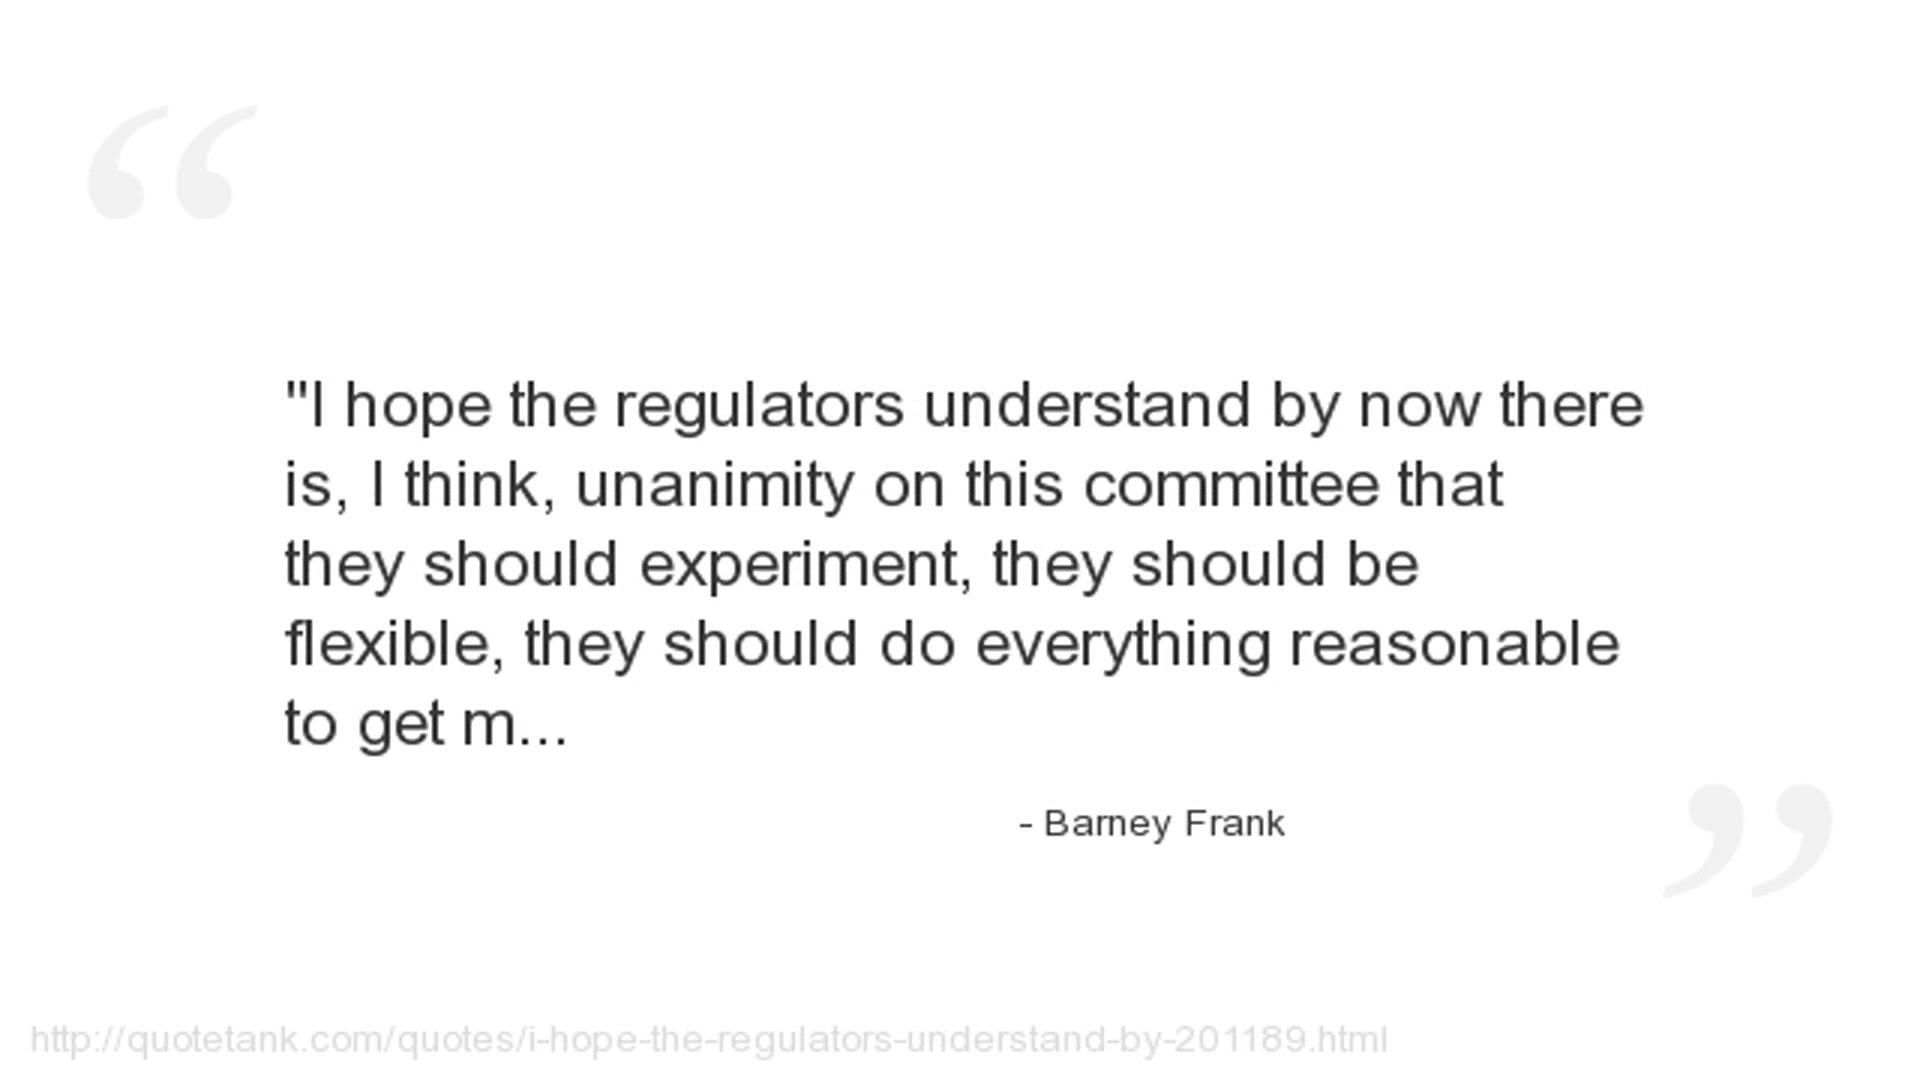 "I hope the regulators understand by now there
is, I think, unanimity on this committee that
they should experiment, they should be
flexible, they should do everything reasonable
to get m...
- Barney Frank
http://quotetank.com/quotes/i-hope-the-regulators-understand-by-201189.html